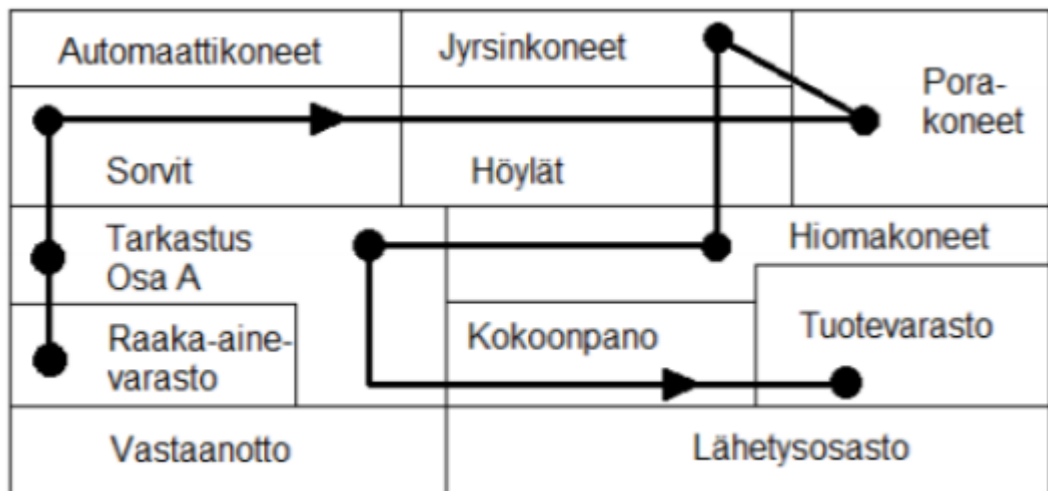 Automaattikoneet
Jyrsinkoneet
Pora-
koneet
Sorvit
Höylät
Tarkastus
Osa A
Hiomakoneet
Raaka-aine-
varasto
Kokoonpano
Tuotevarasto
Vastaanotto
Lähetysosasto